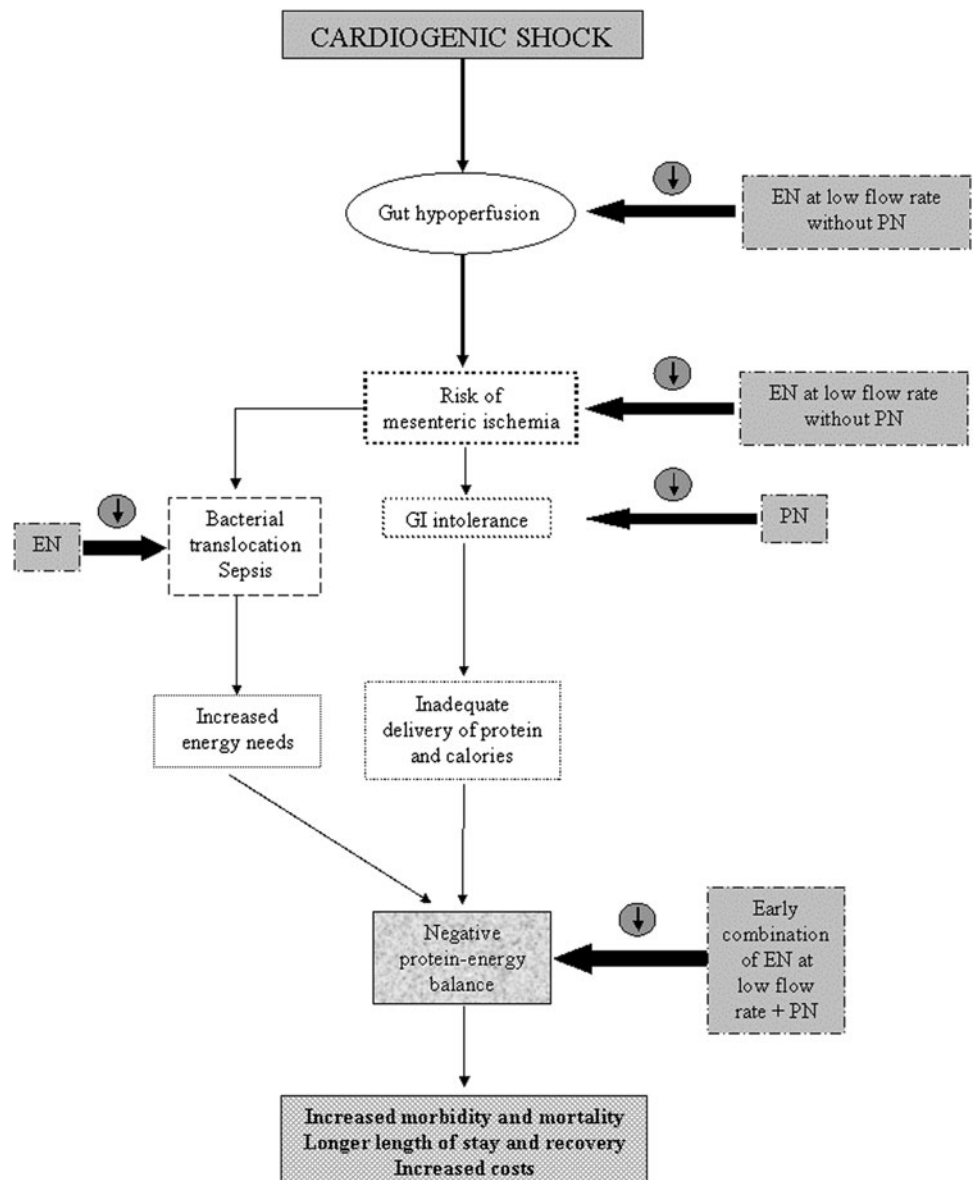 CARDIOGENIC SHOCK
Gut hypoperfusion
EN at low flow rate
without PN
Risk of
mesenteric ischemia
EN at low flow rate
without PN
EN
Bacterial
translocation
Sepsis
GI intolerance
PN
Increased
energy needs
Inadequate
delivery of protein
and calories
Negative
protein-energy
balance
Early
combination
of EN at
low flow
rate + PN
Increased morbidity and mortality
Longer length of stay and recovery
Increased costs